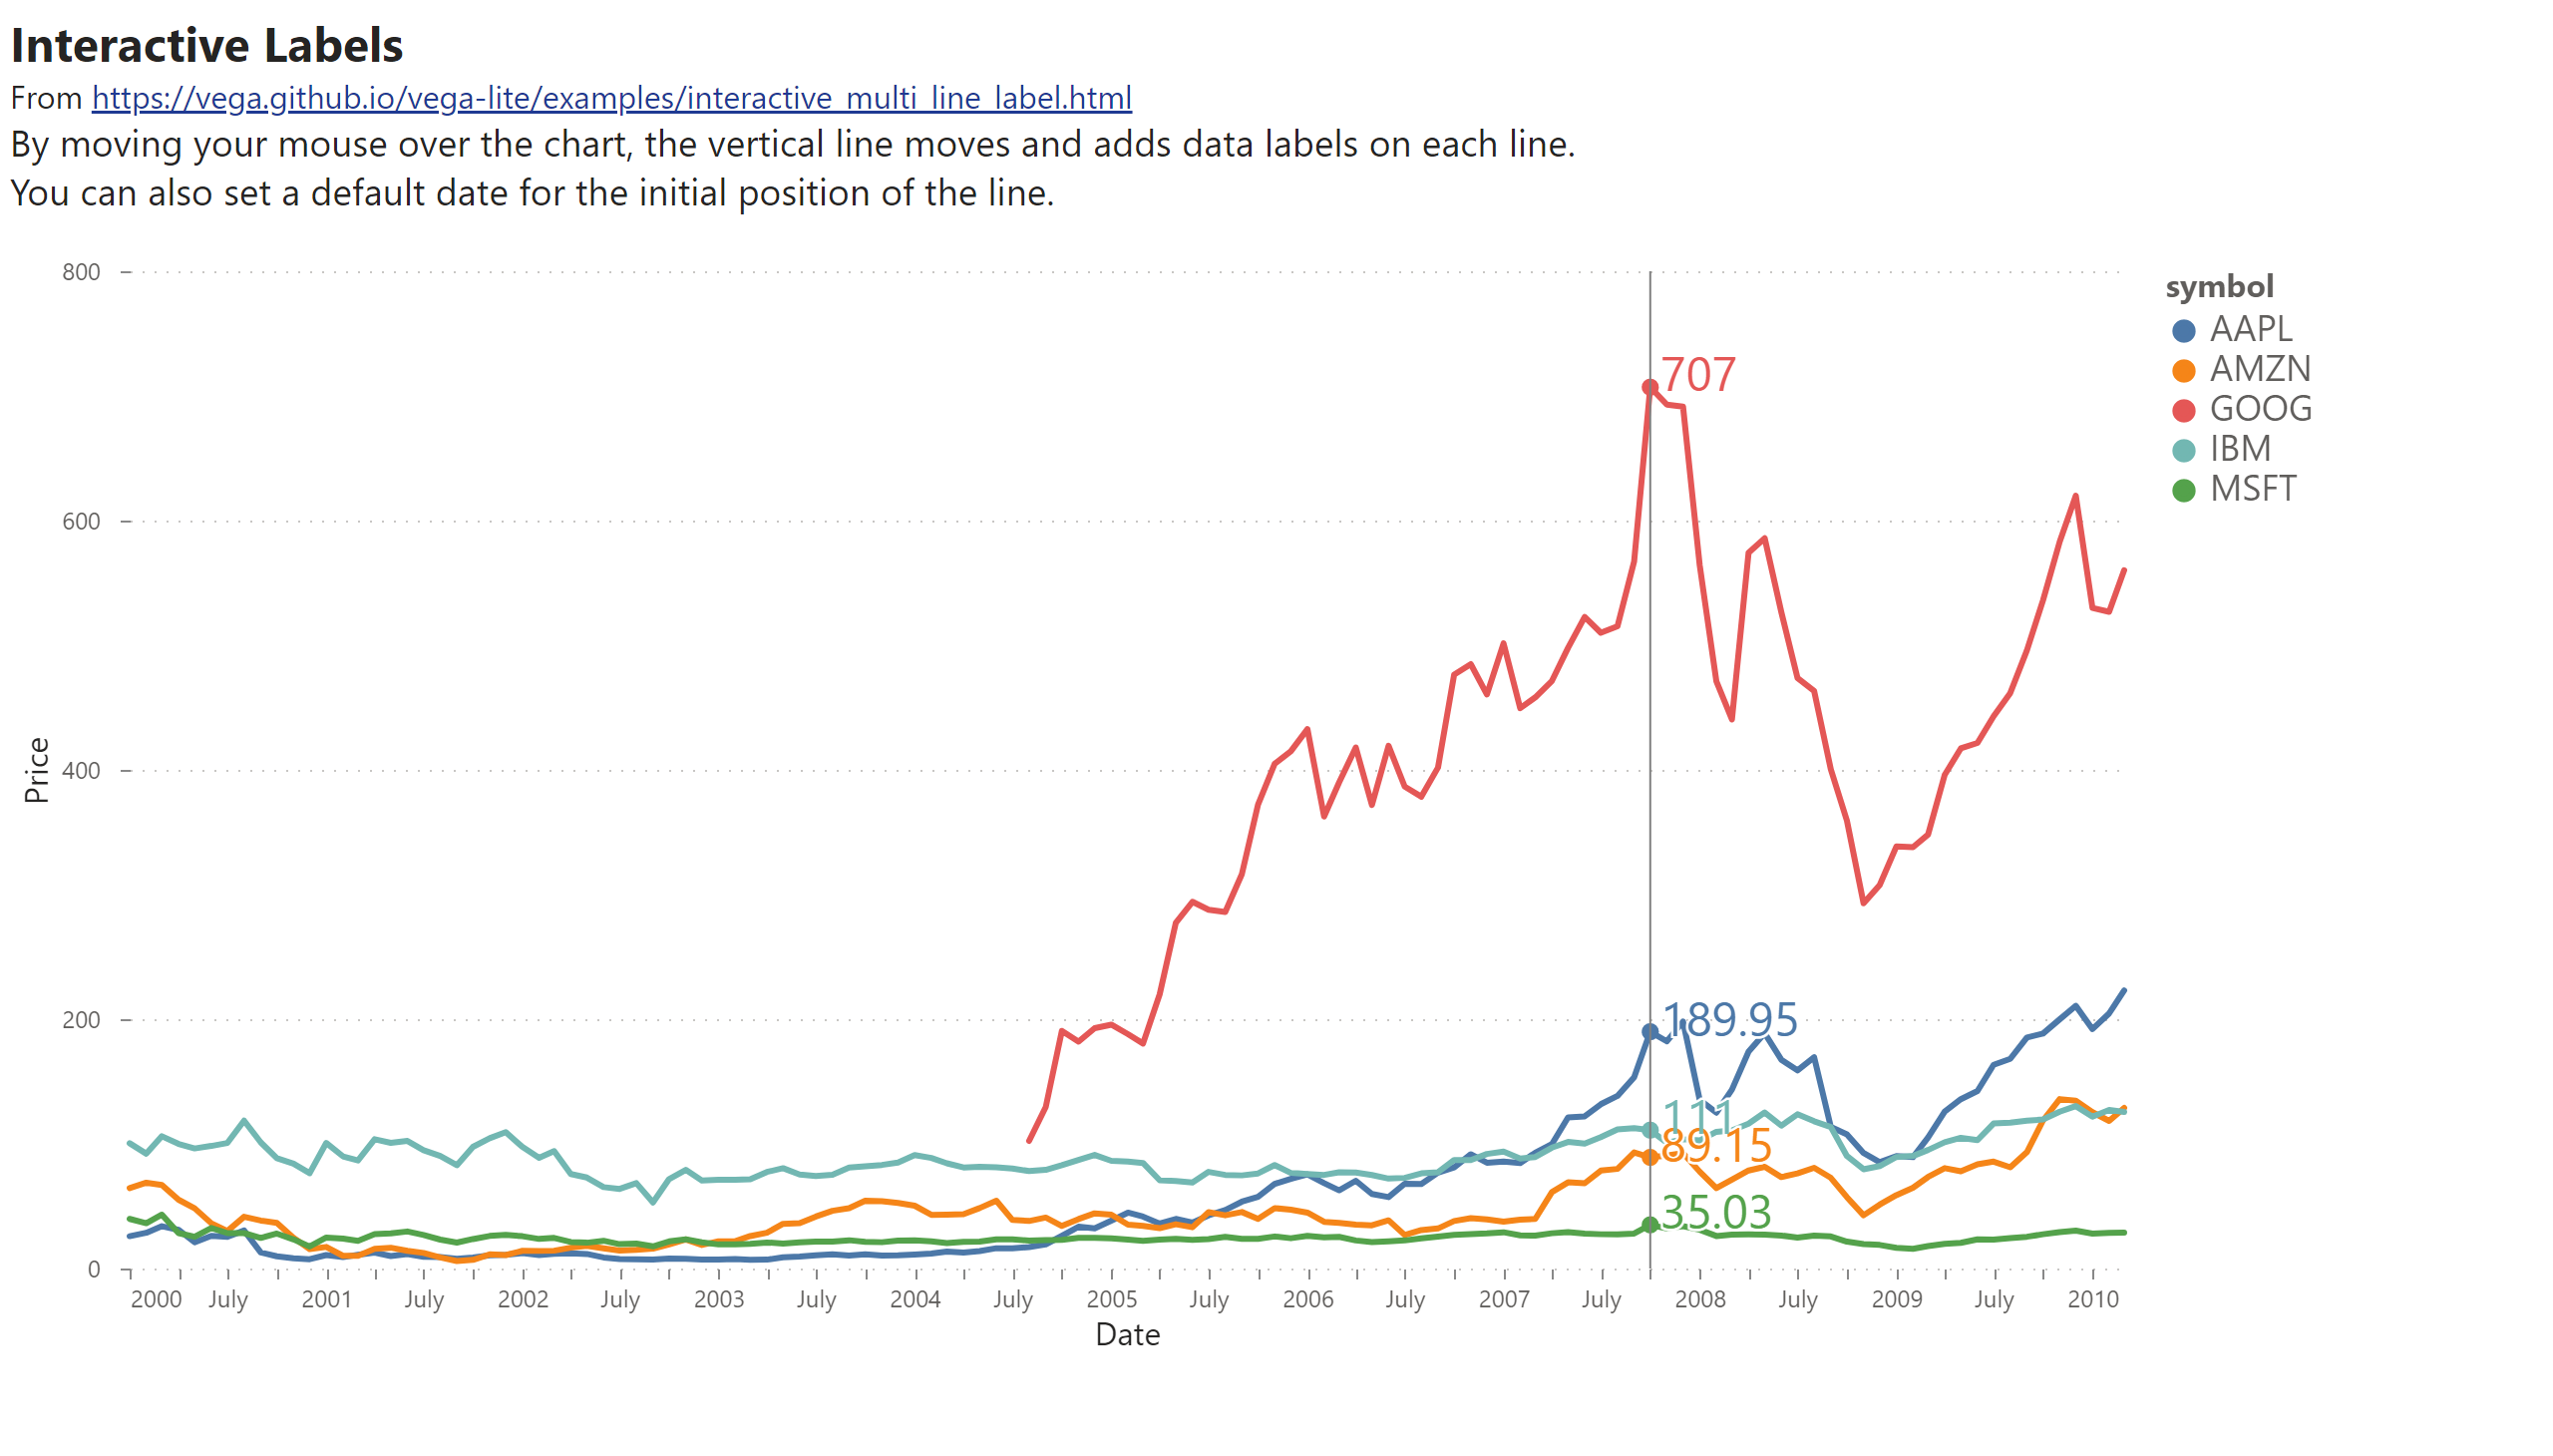 Interactive Labels
From https://vega.github.io/vega-lite/examples/interactive_multi_line_label.html
By moving your mouse over the chart, the vertical line moves and adds data labels on each line.
You can also set a default date for the initial position of the line.
800
600
400
200
0
Price
707
189.95
111
89.15
35.03
symbol
AAPL
AMZN
GOOG
IBM
MSFT
2000 July 2001 July 2002 July 2003 July 2004 July 2005 July 2006 July 2007 July 2008 July 2009 July 2010
Date